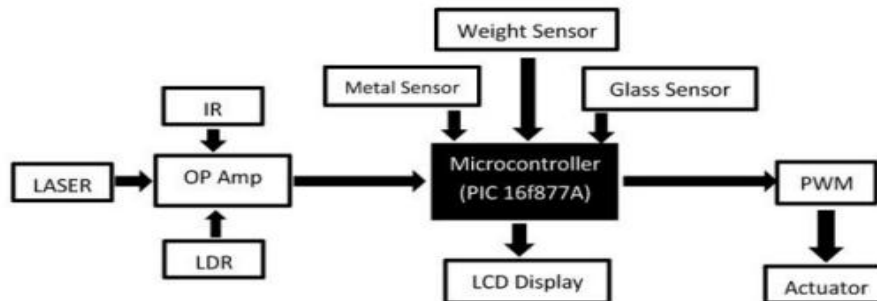 Weight Sensor
Metal Sensor
Glass Sensor
IR
LASER
OP Amp
Microcontroller
(PIC 16f877A)
PWM
LDR
LCD Display
Actuator